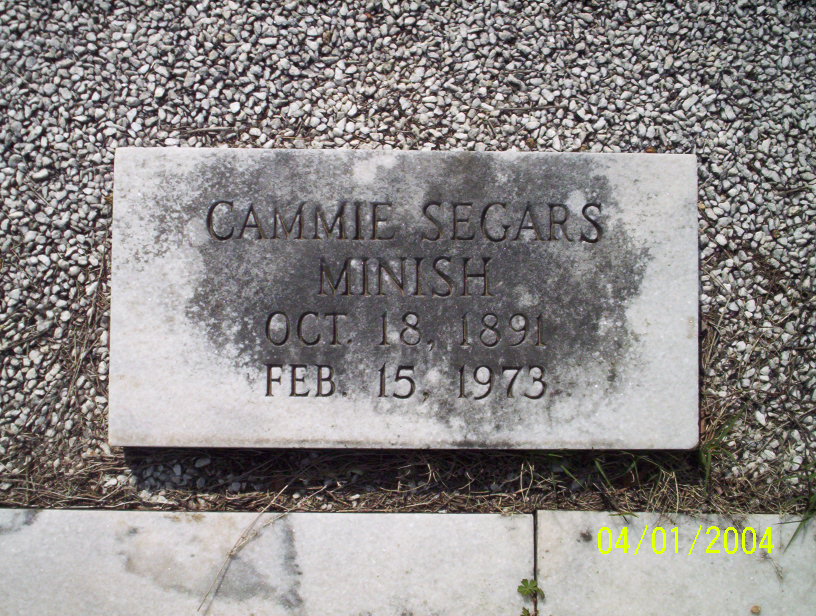 CAMMIE SEGARS
MINISH
OCT. 18, 1891
FEB. 15, 1973
04/01/2004